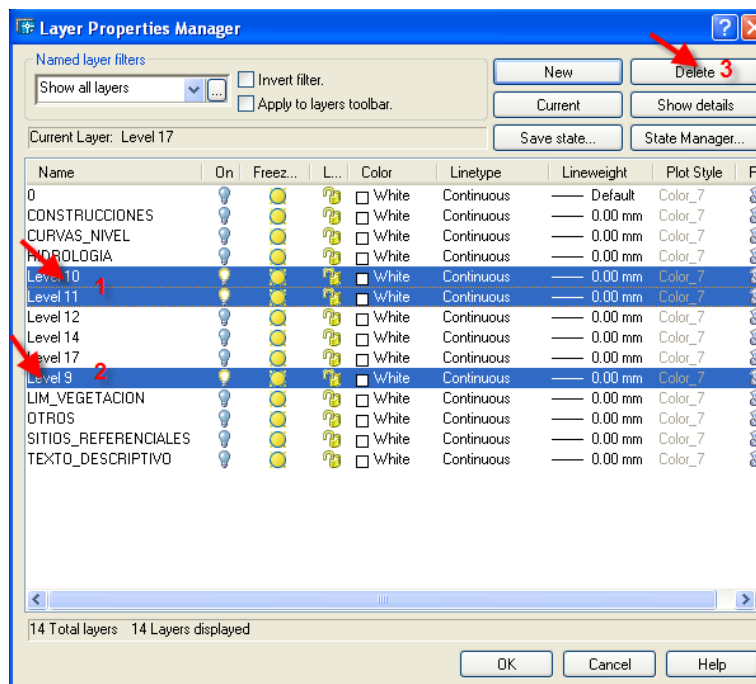 Layer Properties Manager
Named layer filters
Show all layers
...
Invert filter.
Apply to layers toolbar.
New
Delete 3
Current
Show details
Save state...
State Manager...
Current Layer: Level 17
Name On Freez... L... Color Linetype Lineweight Plot Style
0 White Continuous Default Color_7
CONSTRUCCIONES White Continuous 0.00 mm Color_7
CURVAS_NIVEL White Continuous 0.00 mm Color_7
HIDROLOGIA White Continuous 0.00 mm Color_7
Level 10 1 White Continuous 0.00 mm Color_7
Level 11 White Continuous 0.00 mm Color_7
Level 12 White Continuous 0.00 mm Color_7
Level 14 White Continuous 0.00 mm Color_7
Level 17 White Continuous 0.00 mm Color_7
Level 9 2 White Continuous 0.00 mm Color_7
LIM_VEGETACION White Continuous 0.00 mm Color_7
OTROS White Continuous 0.00 mm Color_7
SITIOS_REFERENCIALES White Continuous 0.00 mm Color_7
TEXTO_DESCRIPTIVO White Continuous 0.00 mm Color_7
14 Total layers 14 Layers displayed
OK
Cancel
Help